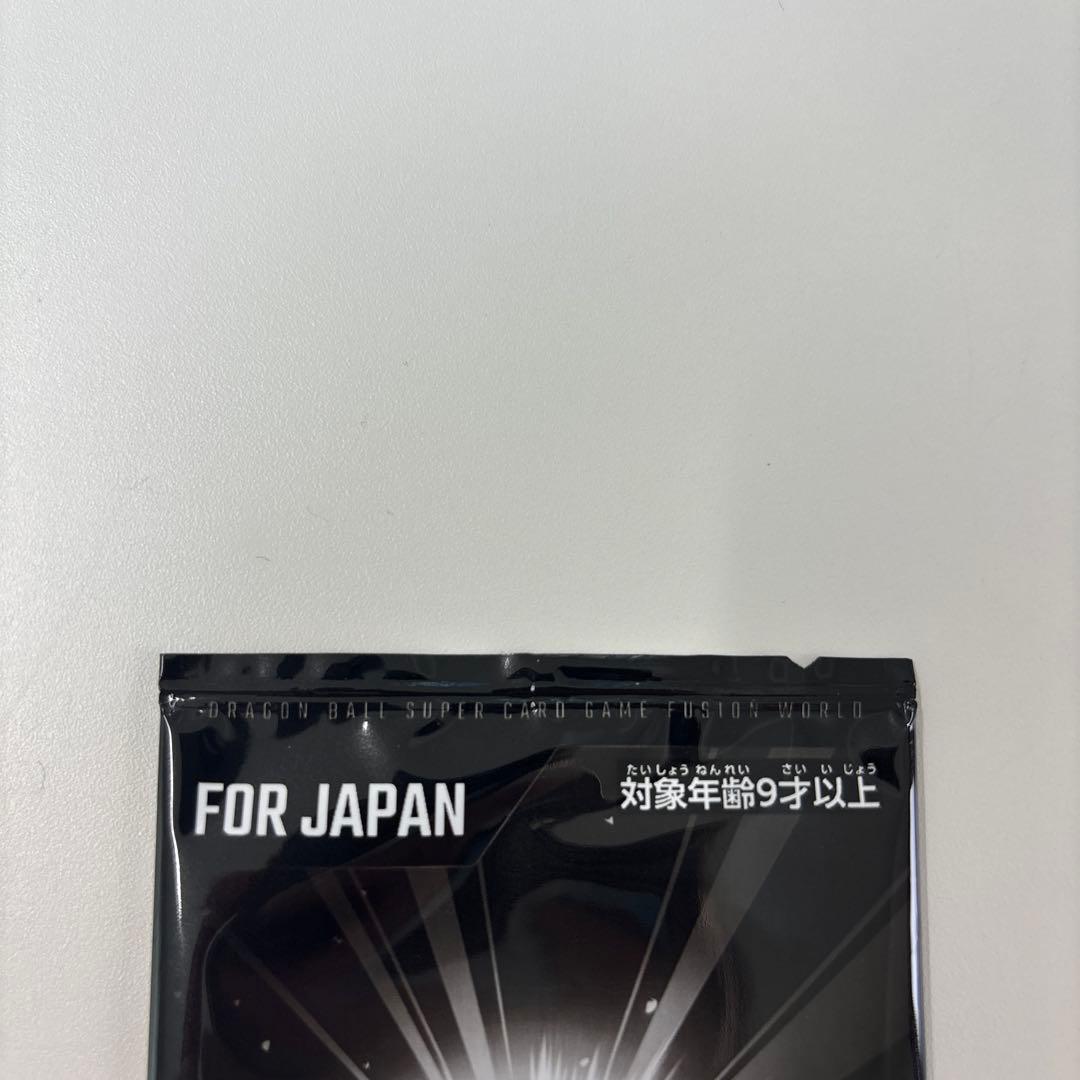 DRAGON BALL SUPER CARD GAME FUSION WORLD
FOR JAPAN
たいしょうねんれい さい いじょう
対象年齢9才以上